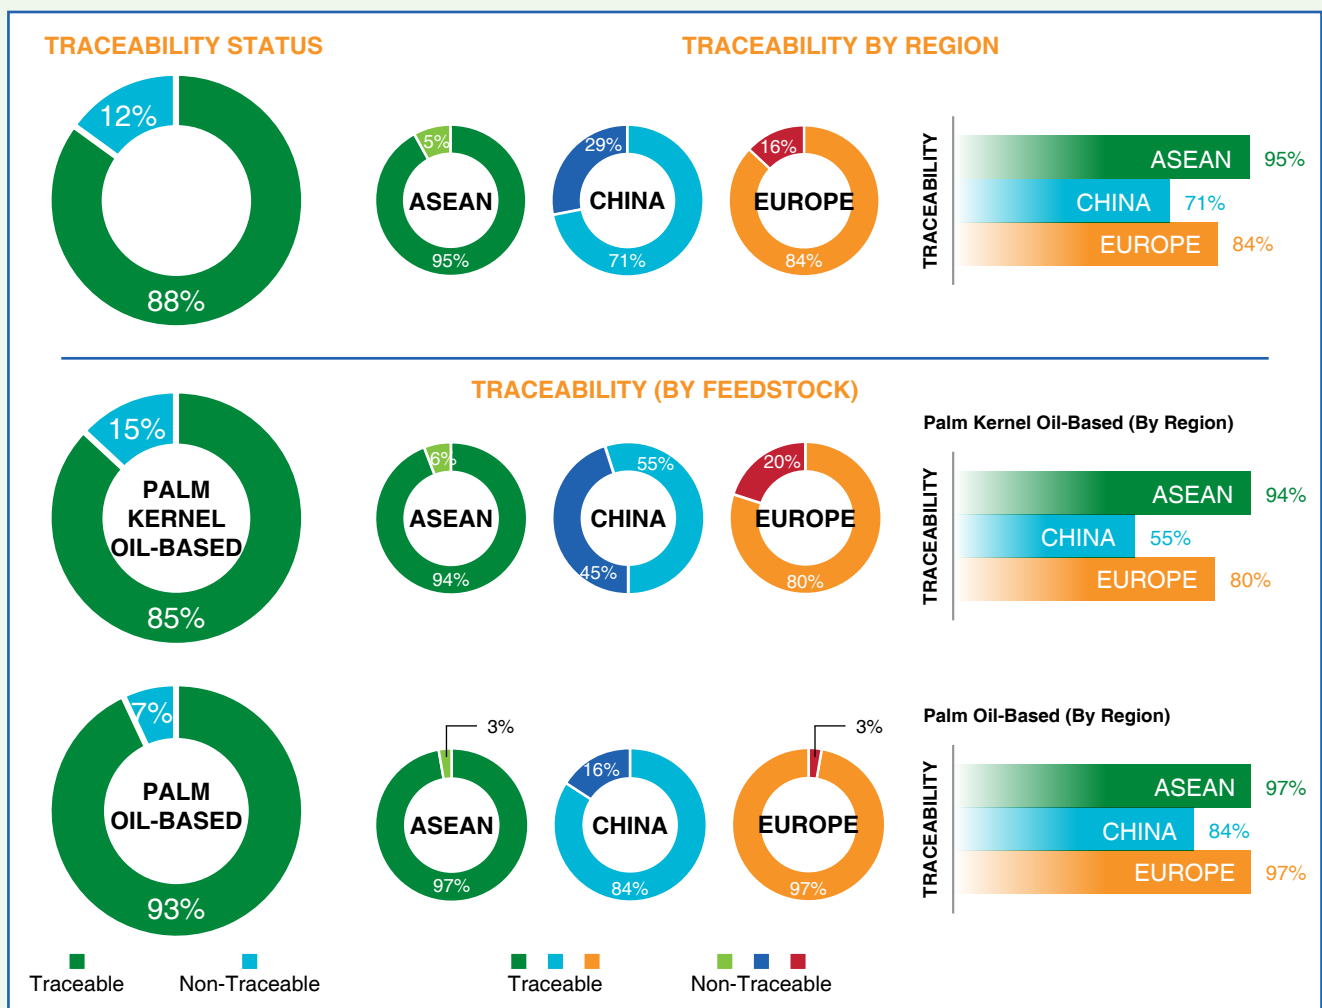 TRACEABILITY STATUS
TRACEABILITY BY REGION
12%
88%
5%
ASEAN
95%
29%
CHINA
71%
16%
EUROPE
84%
TRACEABILITY
ASEAN 95%
CHINA 71%
EUROPE 84%
TRACEABILITY (BY FEEDSTOCK)
15%
PALM
KERNEL
OIL-BASED
85%
6%
ASEAN
94%
55%
CHINA
45%
20%
EUROPE
80%
Palm Kernel Oil-Based (By Region)
TRACEABILITY
ASEAN 94%
CHINA 55%
EUROPE 80%
7%
PALM
OIL-BASED
93%
3%
ASEAN
97%
16%
CHINA
84%
3%
EUROPE
97%
Palm Oil-Based (By Region)
TRACEABILITY
ASEAN 97%
CHINA 84%
EUROPE 97%
Traceable
Non-Traceable
Traceable
Non-Traceable